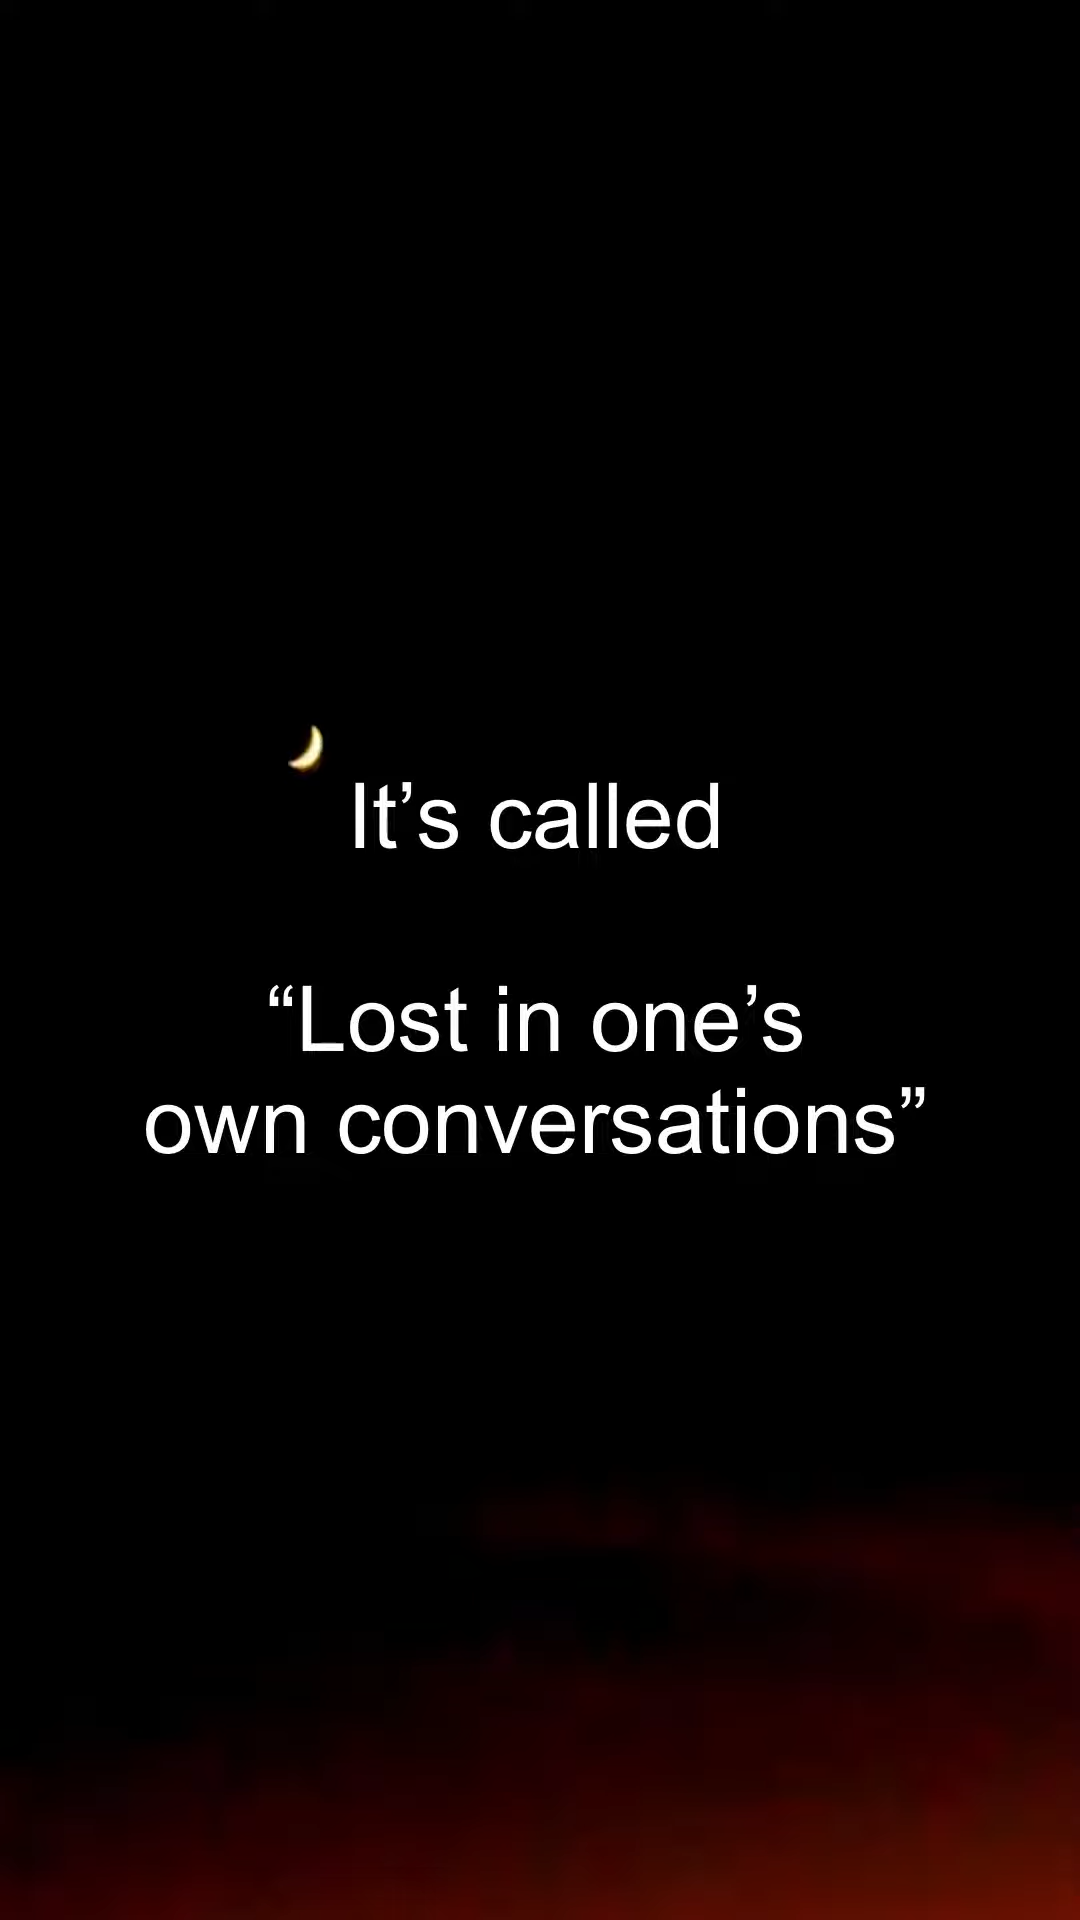 It’s called
“Lost in one’s
own conversations”